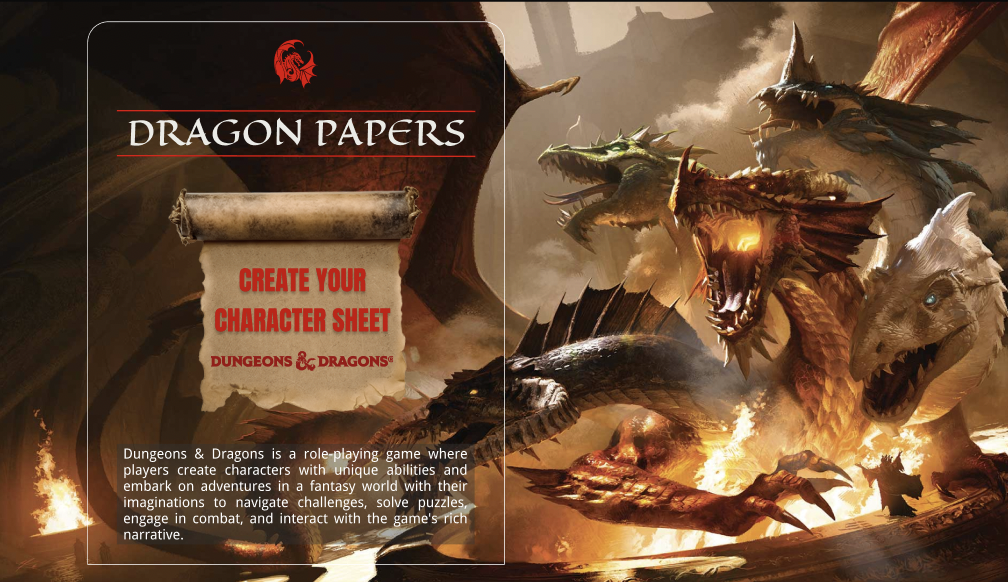 DRAGON PAPERS
CREATE YOUR
CHARACTER SHEET
DUNGEONS & DRAGONS®
Dungeons & Dragons is a role-playing game where
players create characters with unique abilities and
embark on adventures in a fantasy world with their
imaginations to navigate challenges, solve puzzles,
engage in combat, and interact with the game's rich
narrative.